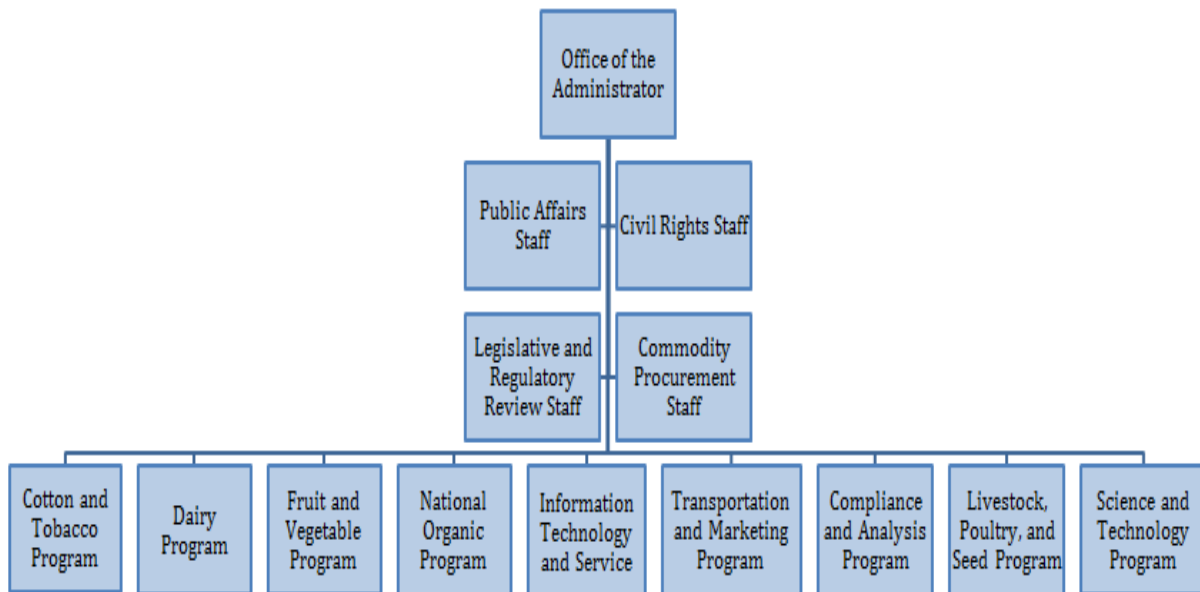 Office of the
Administrator
Public Affairs
Staff
Civil Rights Staff
Legislative and
Regulatory
Review Staff
Commodity
Procurement
Staff
Cotton and
Tobacco
Program
Dairy
Program
Fruit and
Vegetable
Program
National
Organic
Program
Information
Technology
and Service
Transportation
and Marketing
Program
Compliance
and Analysis
Program
Livestock,
Poultry, and
Seed Program
Science and
Technology
Program